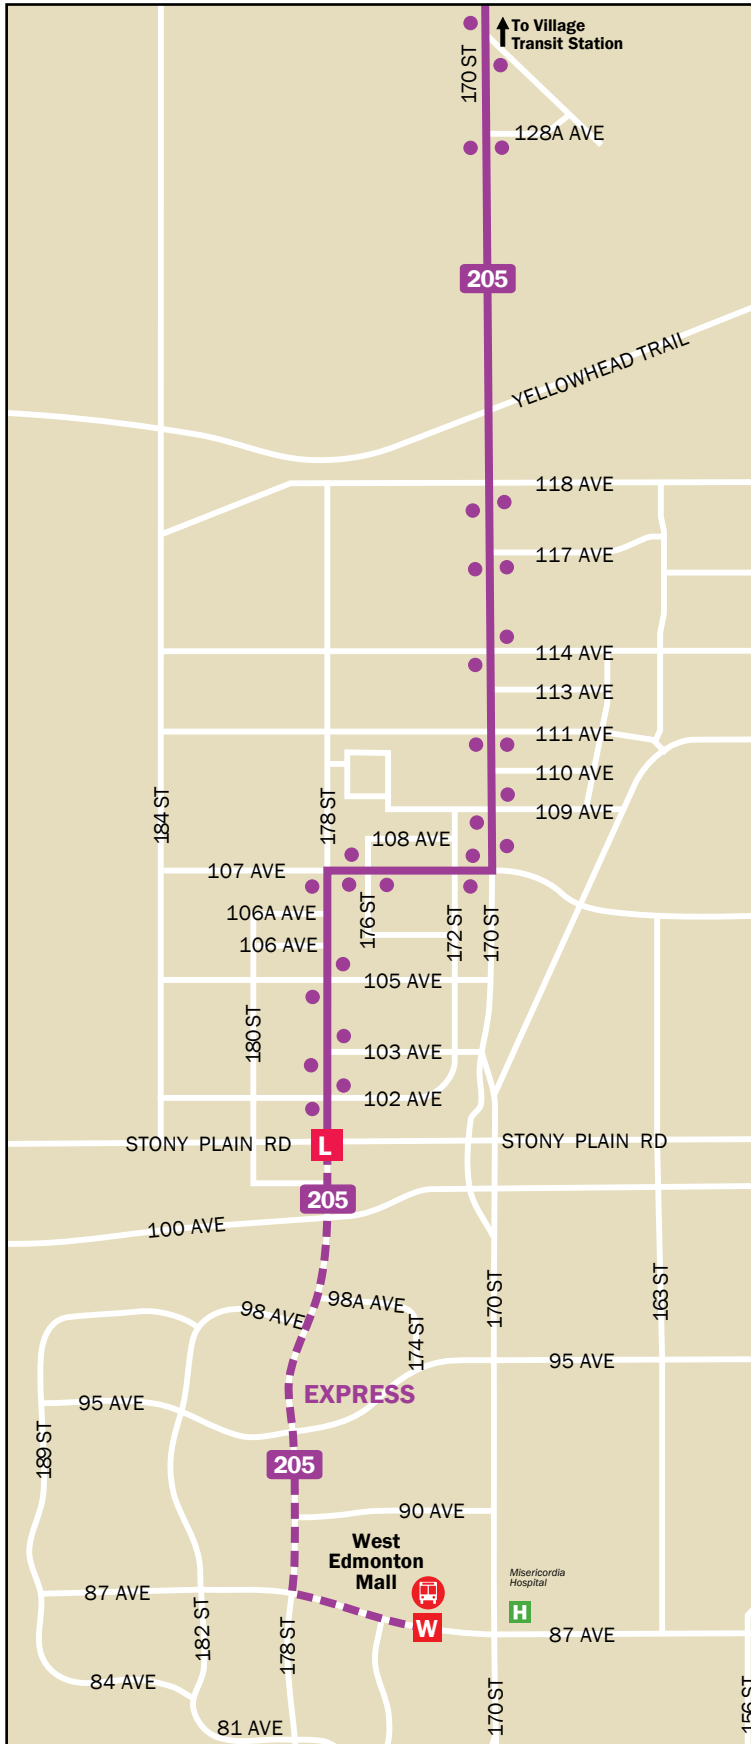 To Village
Transit Station
170 ST
128A AVE
205
YELLOWHEAD TRAIL
118 AVE
117 AVE
114 AVE
113 AVE
111 AVE
110 AVE
109 AVE
184 ST
178 ST
108 AVE
107 AVE
106A AVE
176 ST
172 ST
170 ST
106 AVE
105 AVE
180 ST
103 AVE
102 AVE
STONY PLAIN RD
L
STONY PLAIN RD
205
100 AVE
98 AVE
98A AVE
174 ST
170 ST
163 ST
95 AVE
EXPRESS
95 AVE
189 ST
205
90 AVE
West
Edmonton
Mall
Misericordia
Hospital
H
87 AVE
W
87 AVE
182 ST
178 ST
84 AVE
170 ST
156 ST
81 AVE